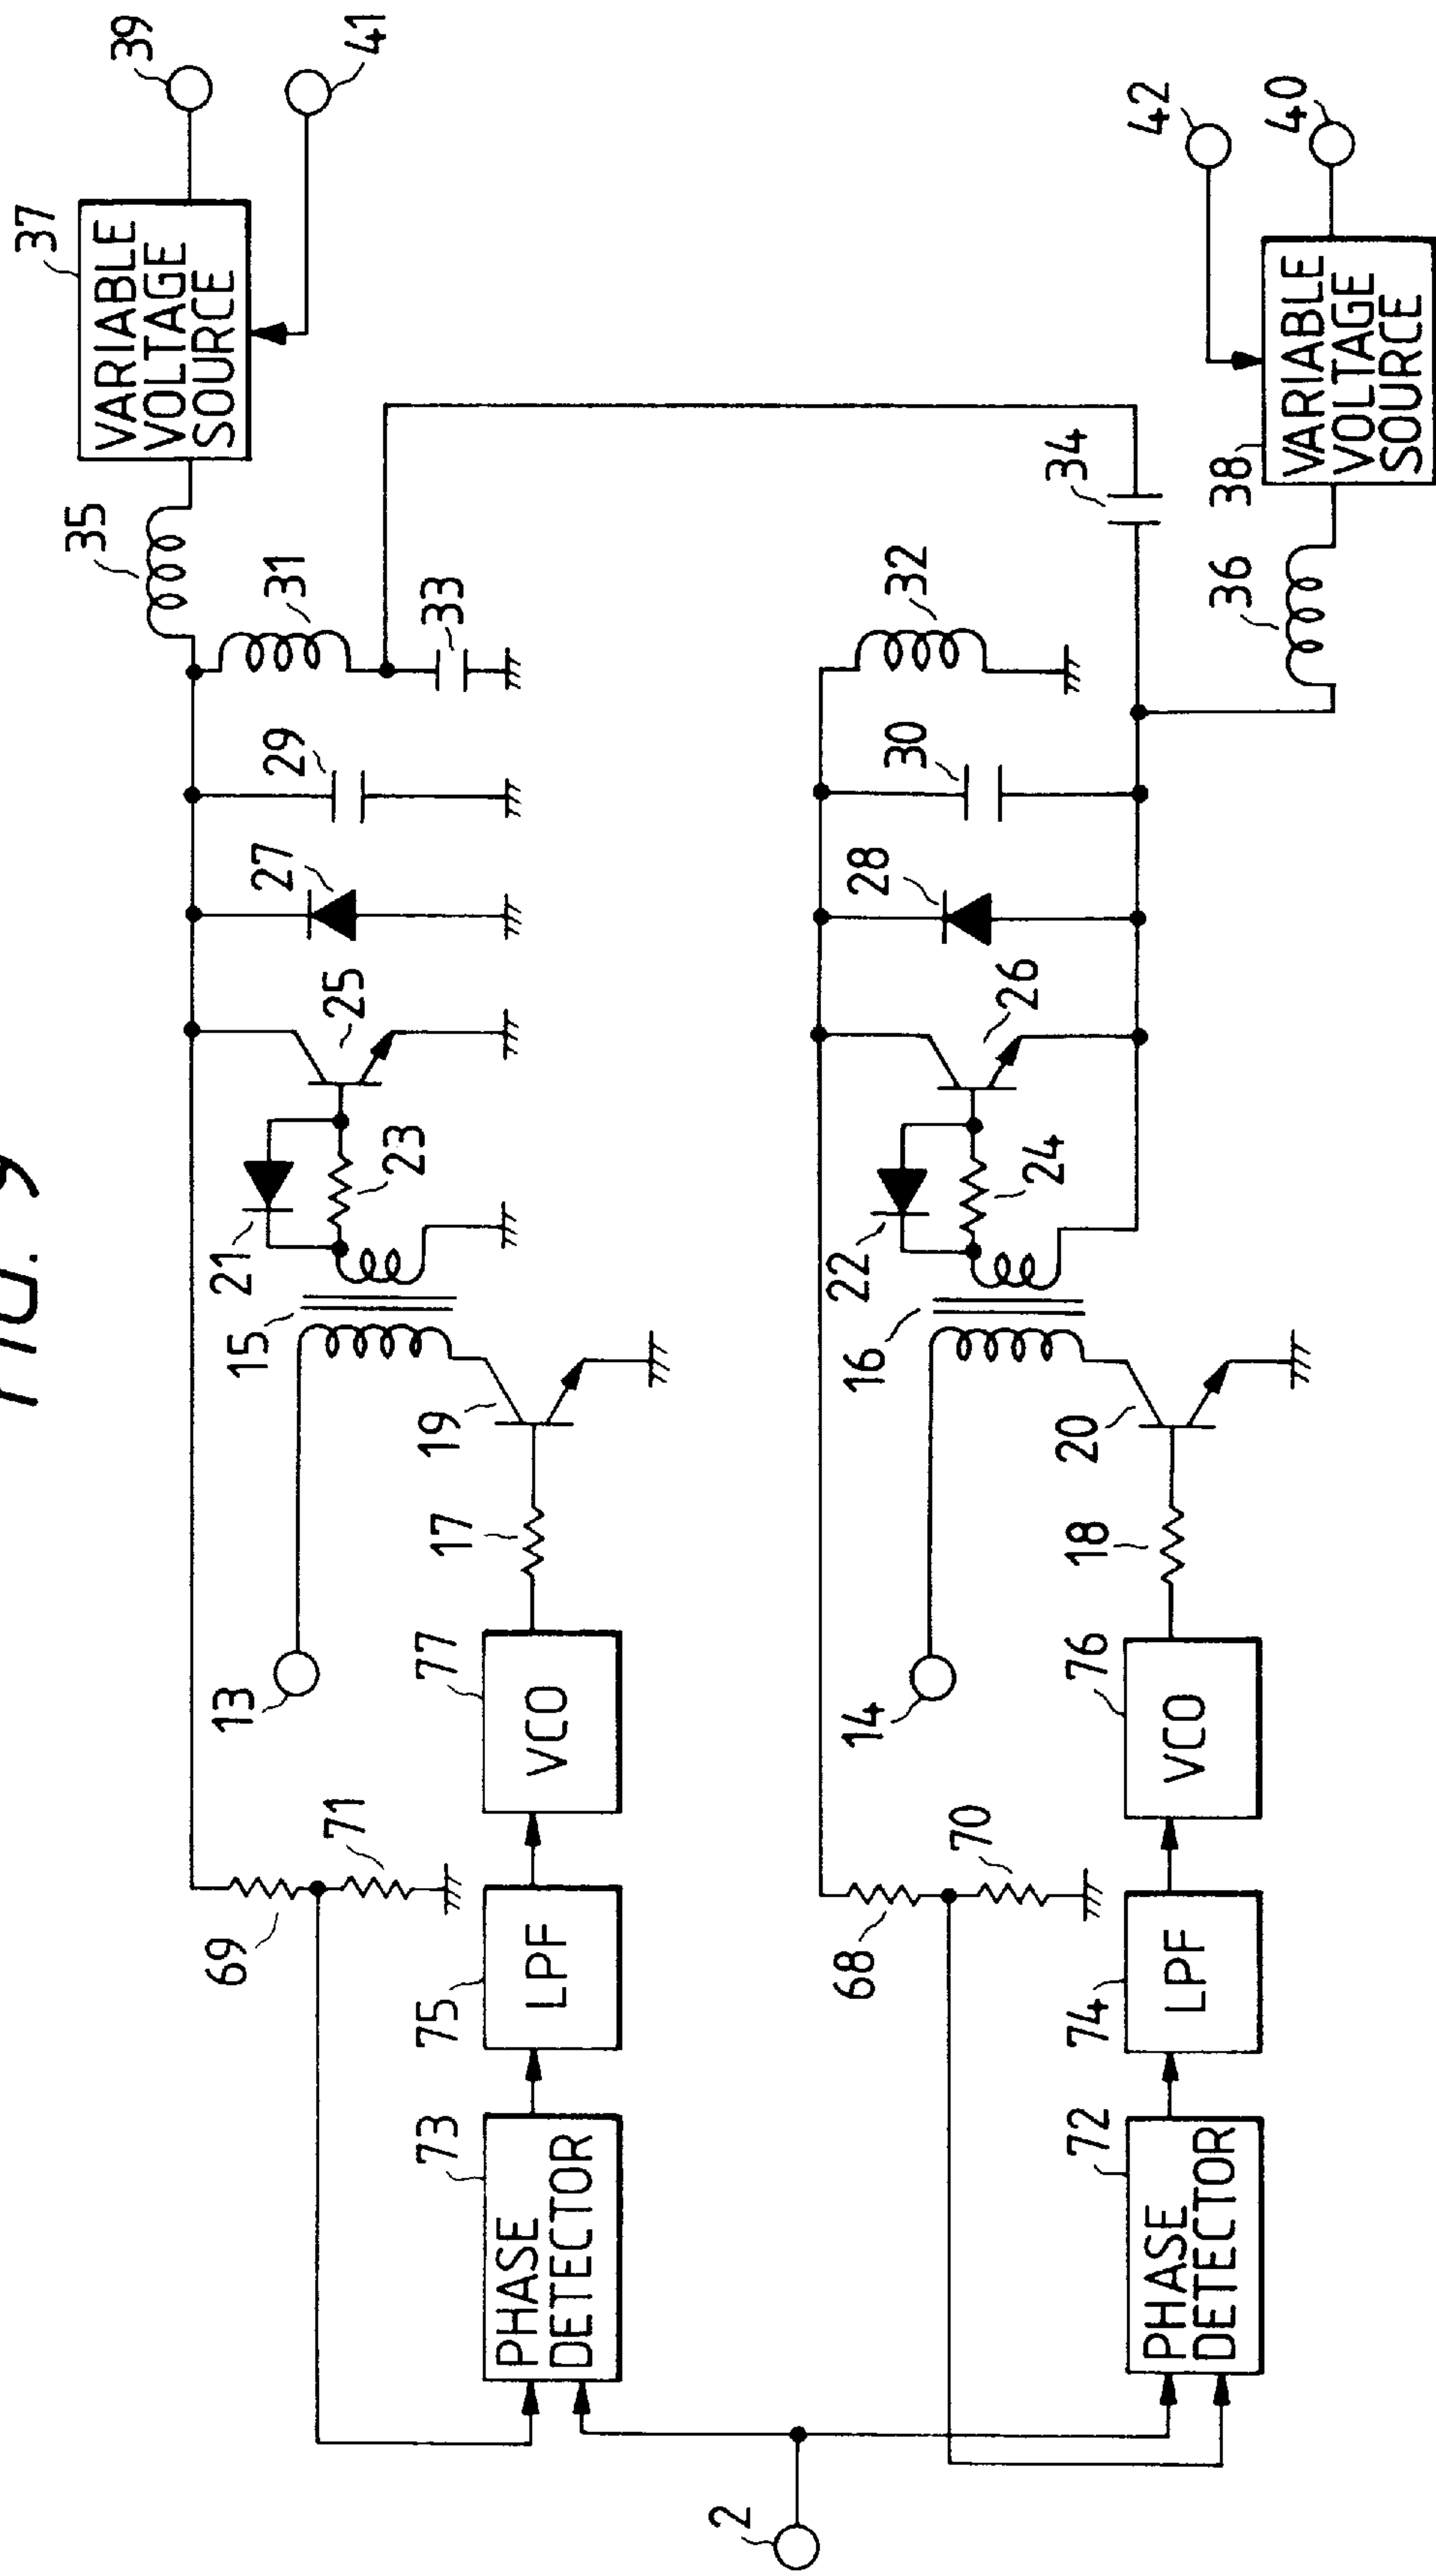 FIG. 9
37
VARIABLE
VOLTAGE
SOURCE
39
41
35
31
33
29
27
25
21
23
15
19
17
13
77
VCO
69
71
75
LPF
73
PHASE
DETECTOR
2
42
40
38
VARIABLE
VOLTAGE
SOURCE
34
36
32
30
28
26
22
24
16
20
18
14
76
VCO
68
70
74
LPF
72
PHASE
DETECTOR